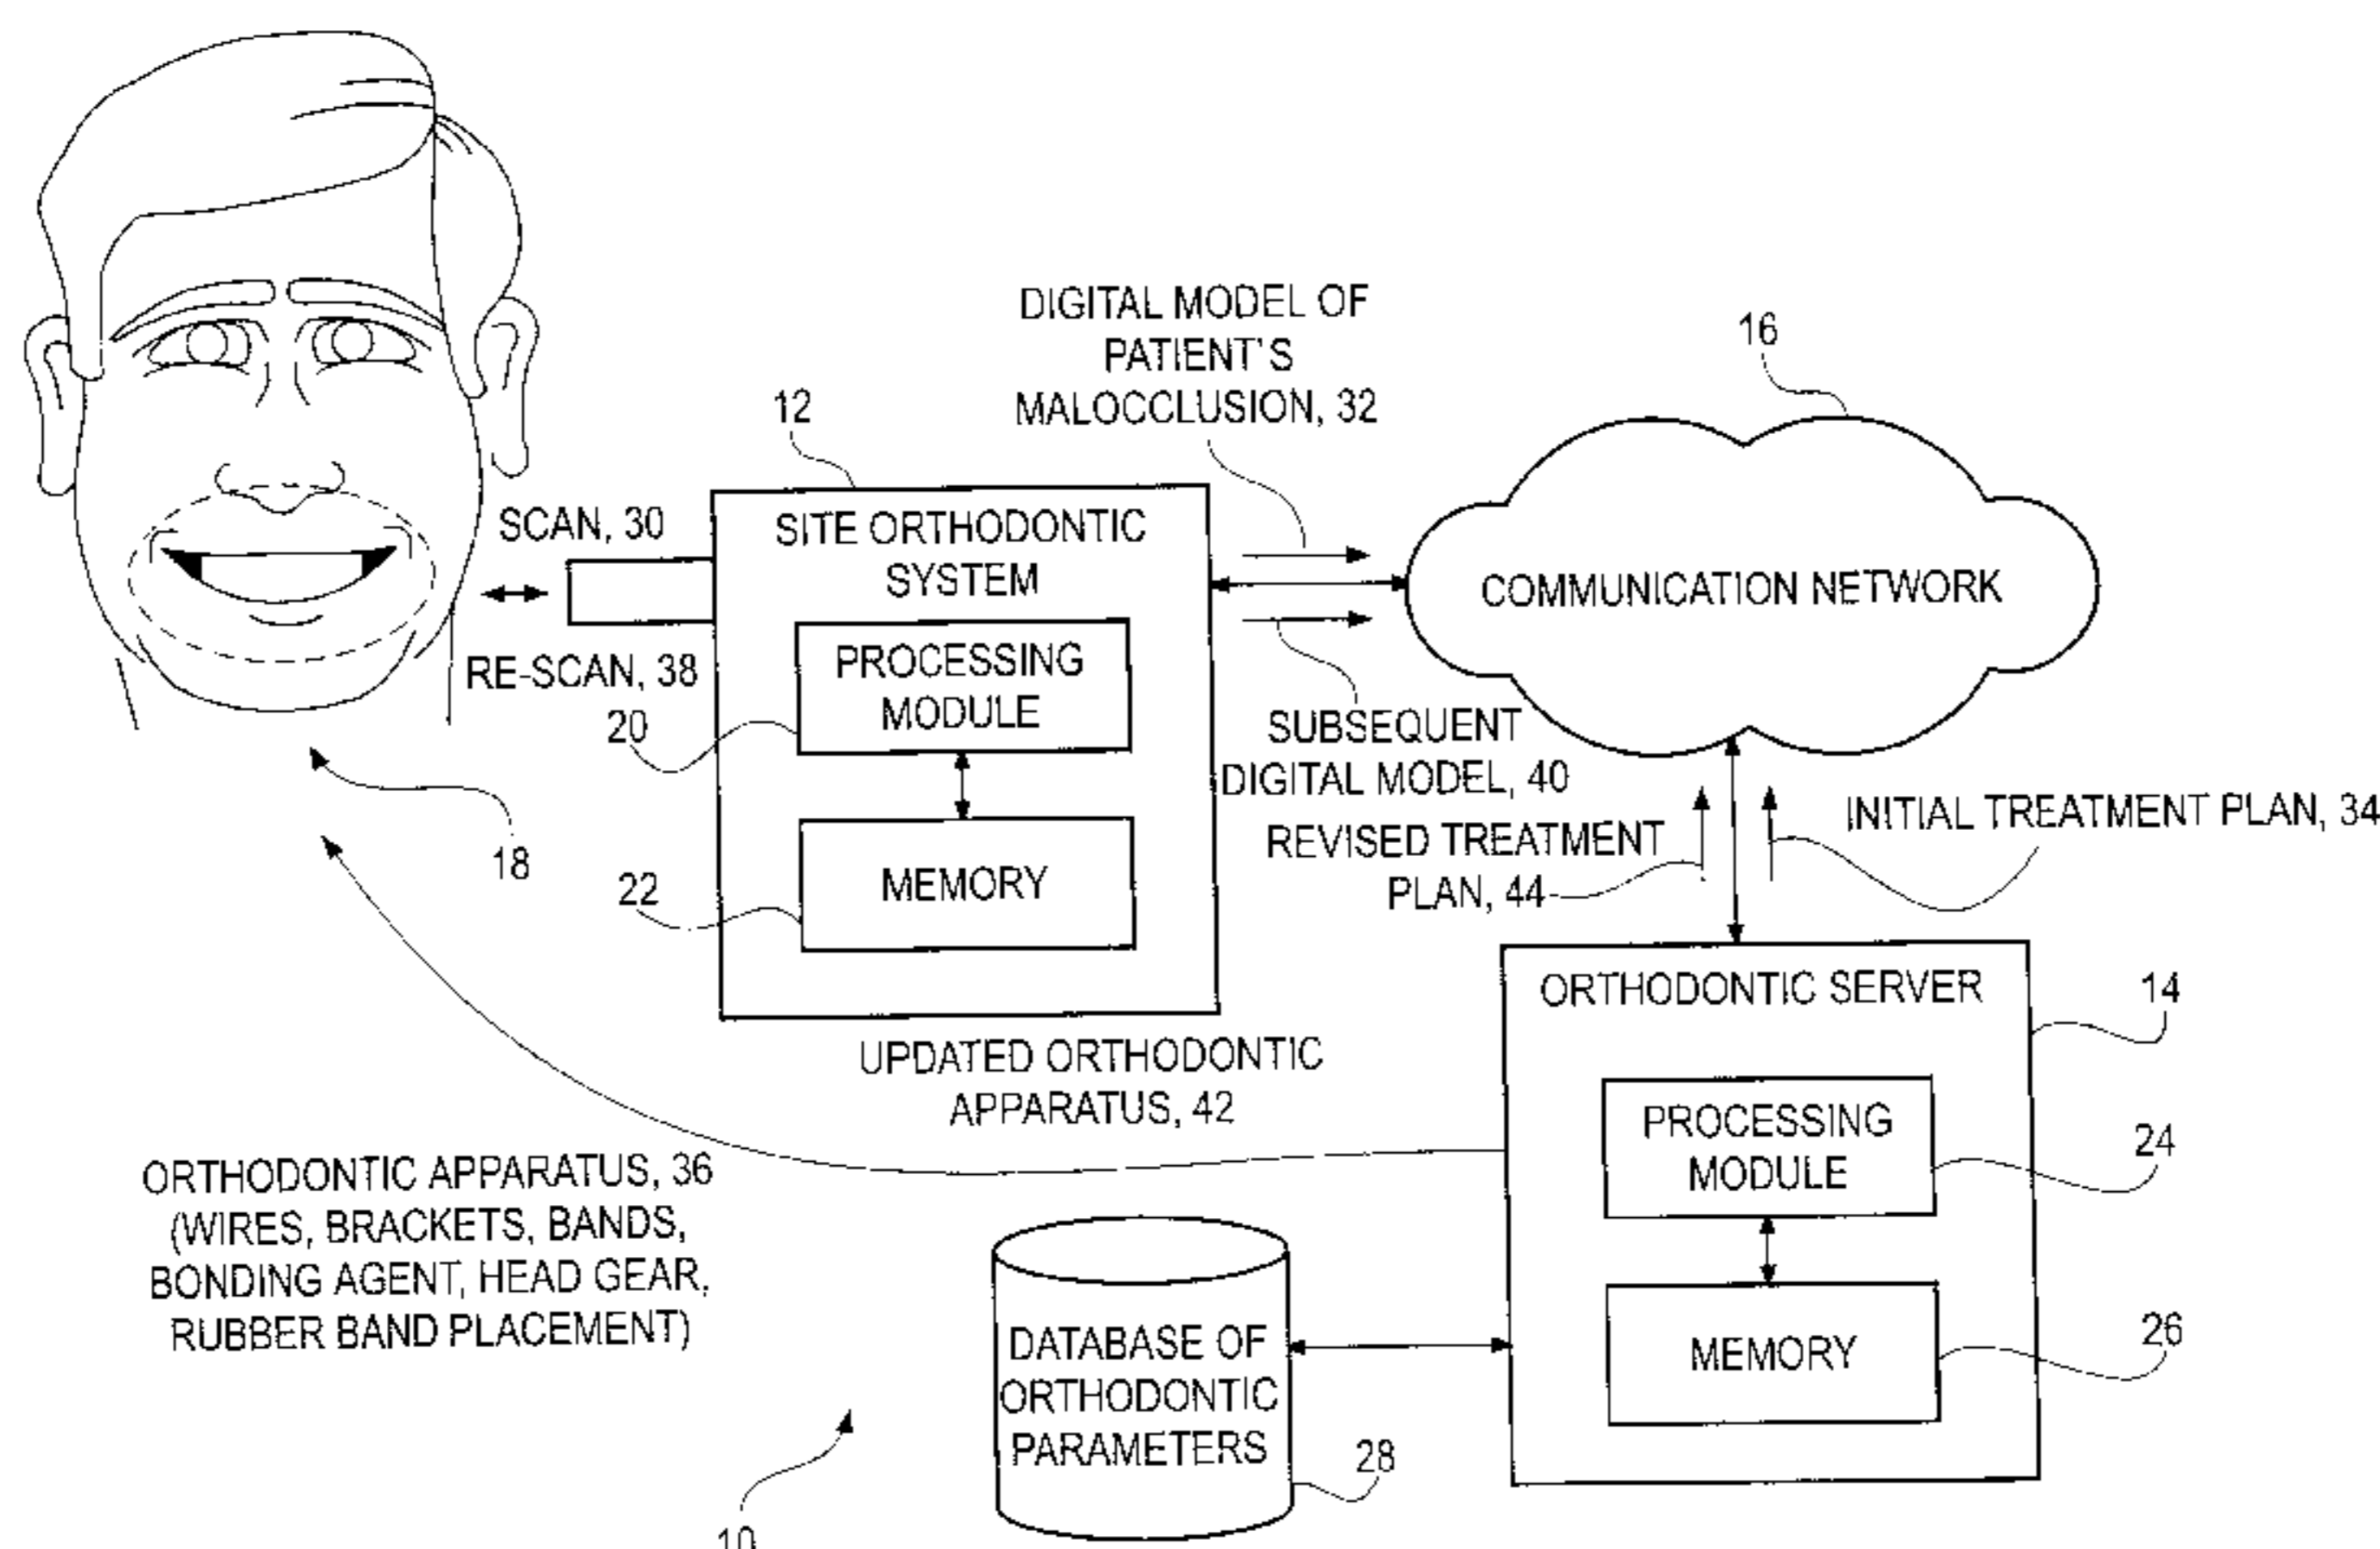 DIGITAL MODEL OF
PATIENT'S
MALOCCLUSION, 32
16
12
SCAN, 30
SITE ORTHODONTIC
SYSTEM
COMMUNICATION NETWORK
RE-SCAN, 38
PROCESSING
MODULE
20
SUBSEQUENT
DIGITAL MODEL, 40
18
22
MEMORY
REVISED TREATMENT
PLAN, 44
INITIAL TREATMENT PLAN, 34
ORTHODONTIC SERVER
14
UPDATED ORTHODONTIC
APPARATUS, 42
PROCESSING
MODULE
24
ORTHODONTIC APPARATUS, 36
(WIRES, BRACKETS, BANDS,
BONDING AGENT, HEAD GEAR,
RUBBER BAND PLACEMENT)
DATABASE OF
ORTHODONTIC
PARAMETERS
MEMORY
26
28
10